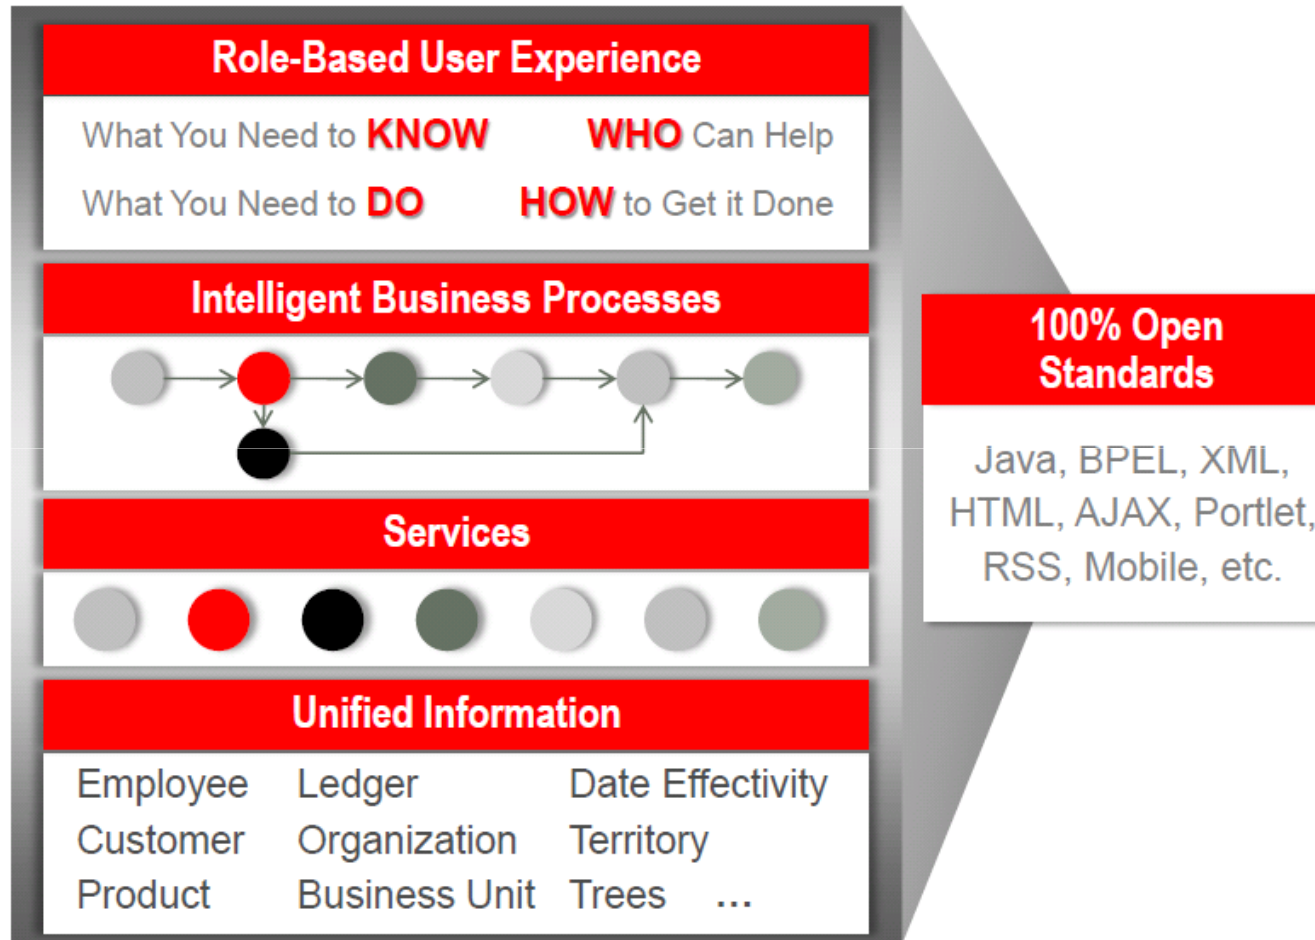 Role-Based User Experience
What You Need to KNOW WHO Can Help
What You Need to DO HOW to Get it Done
Intelligent Business Processes
Services
Unified Information
Employee Ledger Date Effectivity
Customer Organization Territory
Product Business Unit Trees ...
100% Open
Standards
Java, BPEL, XML,
HTML, AJAX, Portlet,
RSS, Mobile, etc.